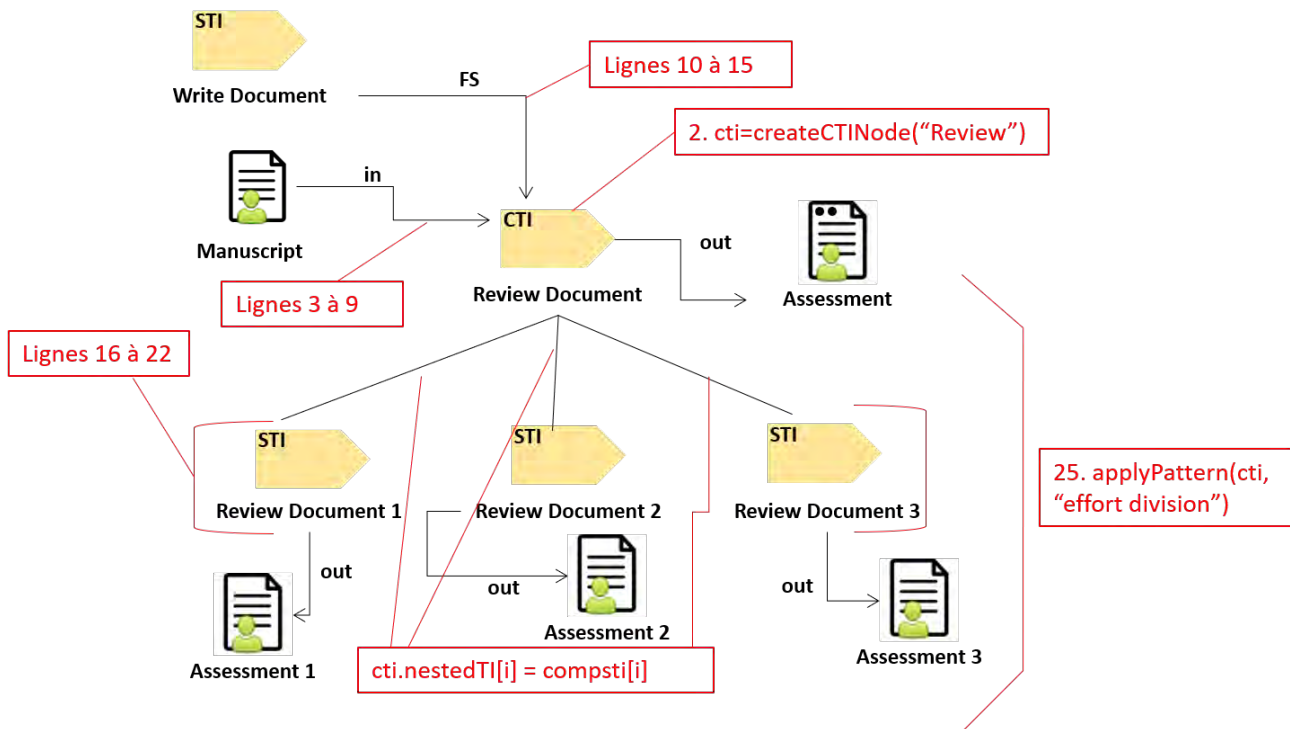 STI
Write Document
FS
Lignes 10 à 15
2. cti=createCTINode(“Review”)
in
Manuscript
CTI
out
Review Document
Assessment
Lignes 3 à 9
Lignes 16 à 22
STI
STI
STI
Review Document 1
Review Document 2
Review Document 3
25. applyPattern(cti,
“effort division”)
out
out
out
Assessment 1
Assessment 2
Assessment 3
cti.nestedTI[i] = compsti[i]